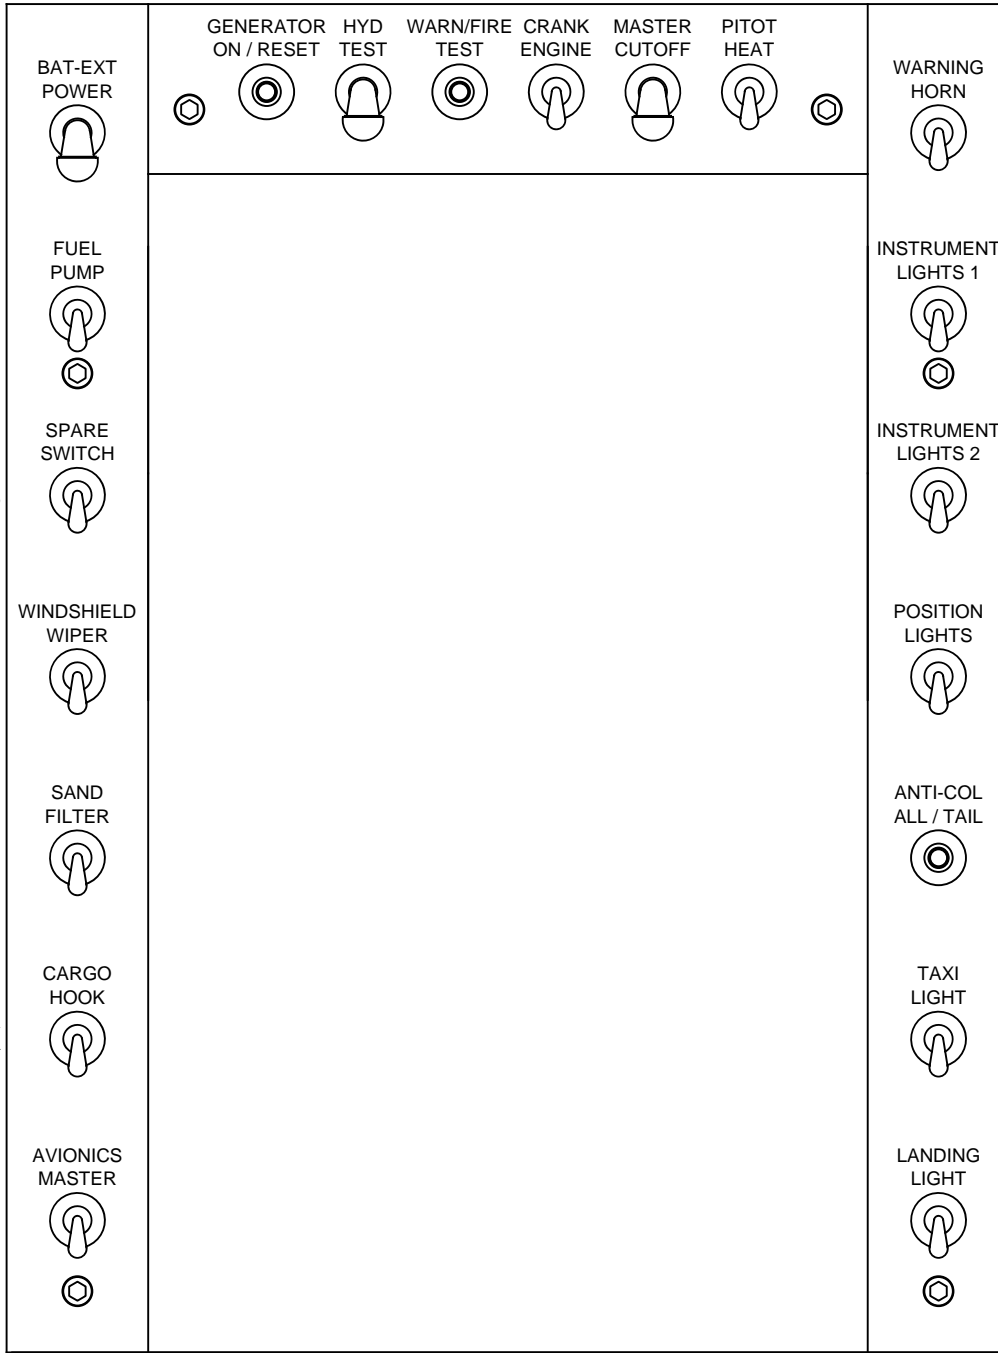 GENERATOR
ON / RESET
HYD
TEST
WARN/FIRE
TEST
CRANK
ENGINE
MASTER
CUTOFF
PITOT
HEAT
BAT-EXT
POWER
FUEL
PUMP
SPARE
SWITCH
WINDSHIELD
WIPER
SAND
FILTER
CARGO
HOOK
AVIONICS
MASTER
WARNING
HORN
INSTRUMENT
LIGHTS 1
INSTRUMENT
LIGHTS 2
POSITION
LIGHTS
ANTI-COL
ALL / TAIL
TAXI
LIGHT
LANDING
LIGHT